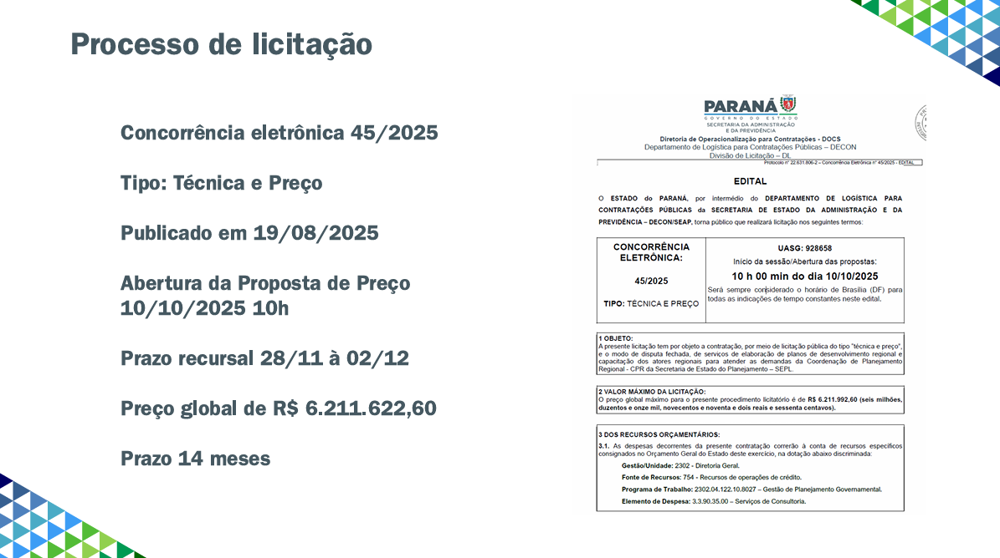 Processo de licitação
Concorrência eletrônica 45/2025
Tipo: Técnica e Preço
Publicado em 19/08/2025
Abertura da Proposta de Preço
10/10/2025 10h
Prazo recursal 28/11 à 02/12
Preço global de R$ 6.211.622,60
Prazo 14 meses
PARANÁ
GOVERNO DO ESTADO
SECRETARIA DA ADMINISTRAÇÃO
E DA PREVIDÊNCIA
Diretoria de Operacionalização para Contratações - DOCS
Departamento de Logística para Contratações Públicas – DECON
Divisão de Licitação – DL
Protocolo n° 22.631.806-2 – Concorrência Eletrônica n° 45/2025 - EDITAL
EDITAL
O ESTADO do PARANÁ, por intermédio do DEPARTAMENTO DE LOGÍSTICA PARA
CONTRATAÇÕES PÚBLICAS da SECRETARIA DE ESTADO DA ADMINISTRAÇÃO E DA
PREVIDÊNCIA – DECON/SEAP, torna público que realizará licitação nos seguintes termos:
CONCORRÊNCIA
ELETRÔNICA:
45/2025
TIPO: TÉCNICA E PREÇO
UASG: 928658
Início da sessão/Abertura das propostas:
10 h 00 min do dia 10/10/2025
Será sempre considerado o horário de Brasília (DF) para
todas as indicações de tempo constantes neste edital.
1 OBJETO:
A presente licitação tem por objeto a contratação, por meio de licitação pública do tipo "técnica e preço",
e o modo de disputa fechada, de serviços de elaboração de planos de desenvolvimento regional e
capacitação dos atores regionais para atender as demandas da Coordenação de Planejamento
Regional - CPR da Secretaria de Estado do Planejamento – SEPL.
2 VALOR MÁXIMO DA LICITAÇÃO:
O preço global máximo para o presente procedimento licitatório é de R$ 6.211.992,60 (seis milhões,
duzentos e onze mil, novecentos e noventa e dois reais e sessenta centavos).
3 DOS RECURSOS ORÇAMENTÁRIOS:
3.1. As despesas decorrentes da presente contratação correrão à conta de recursos específicos
consignados no Orçamento Geral do Estado deste exercício, na dotação abaixo discriminada:
Gestão/Unidade: 2302 - Diretoria Geral.
Fonte de Recursos: 754 - Recursos de operações de crédito.
Programa de Trabalho: 2302.04.122.10.8027 – Gestão de Planejamento Governamental.
Elemento de Despesa: 3.3.90.35.00 – Serviços de Consultoria.